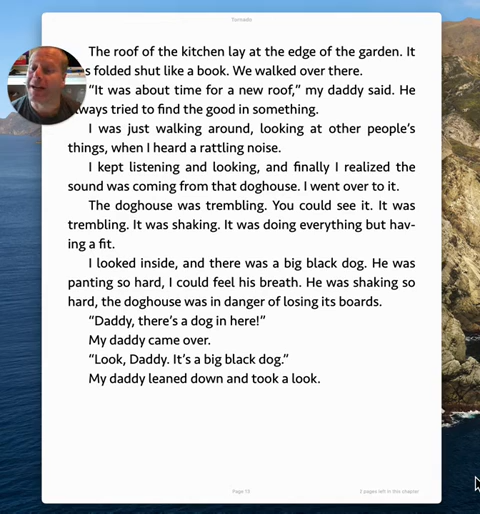 Tornado
The roof of the kitchen lay at the edge of the garden. It
s folded shut like a book. We walked over there.
“It was about time for a new roof,” my daddy said. He
ways tried to find the good in something.
I was just walking around, looking at other people’s
things, when I heard a rattling noise.
I kept listening and looking, and finally I realized the
sound was coming from that doghouse. I went over to it.
The doghouse was trembling. You could see it. It was
trembling. It was shaking. It was doing everything but hav-
ing a fit.
I looked inside, and there was a big black dog. He was
panting so hard, I could feel his breath. He was shaking so
hard, the doghouse was in danger of losing its boards.
“Daddy, there’s a dog in here!”
My daddy came over.
“Look, Daddy. It’s a big black dog.”
My daddy leaned down and took a look.
Page 13
2 pages left in this chapter